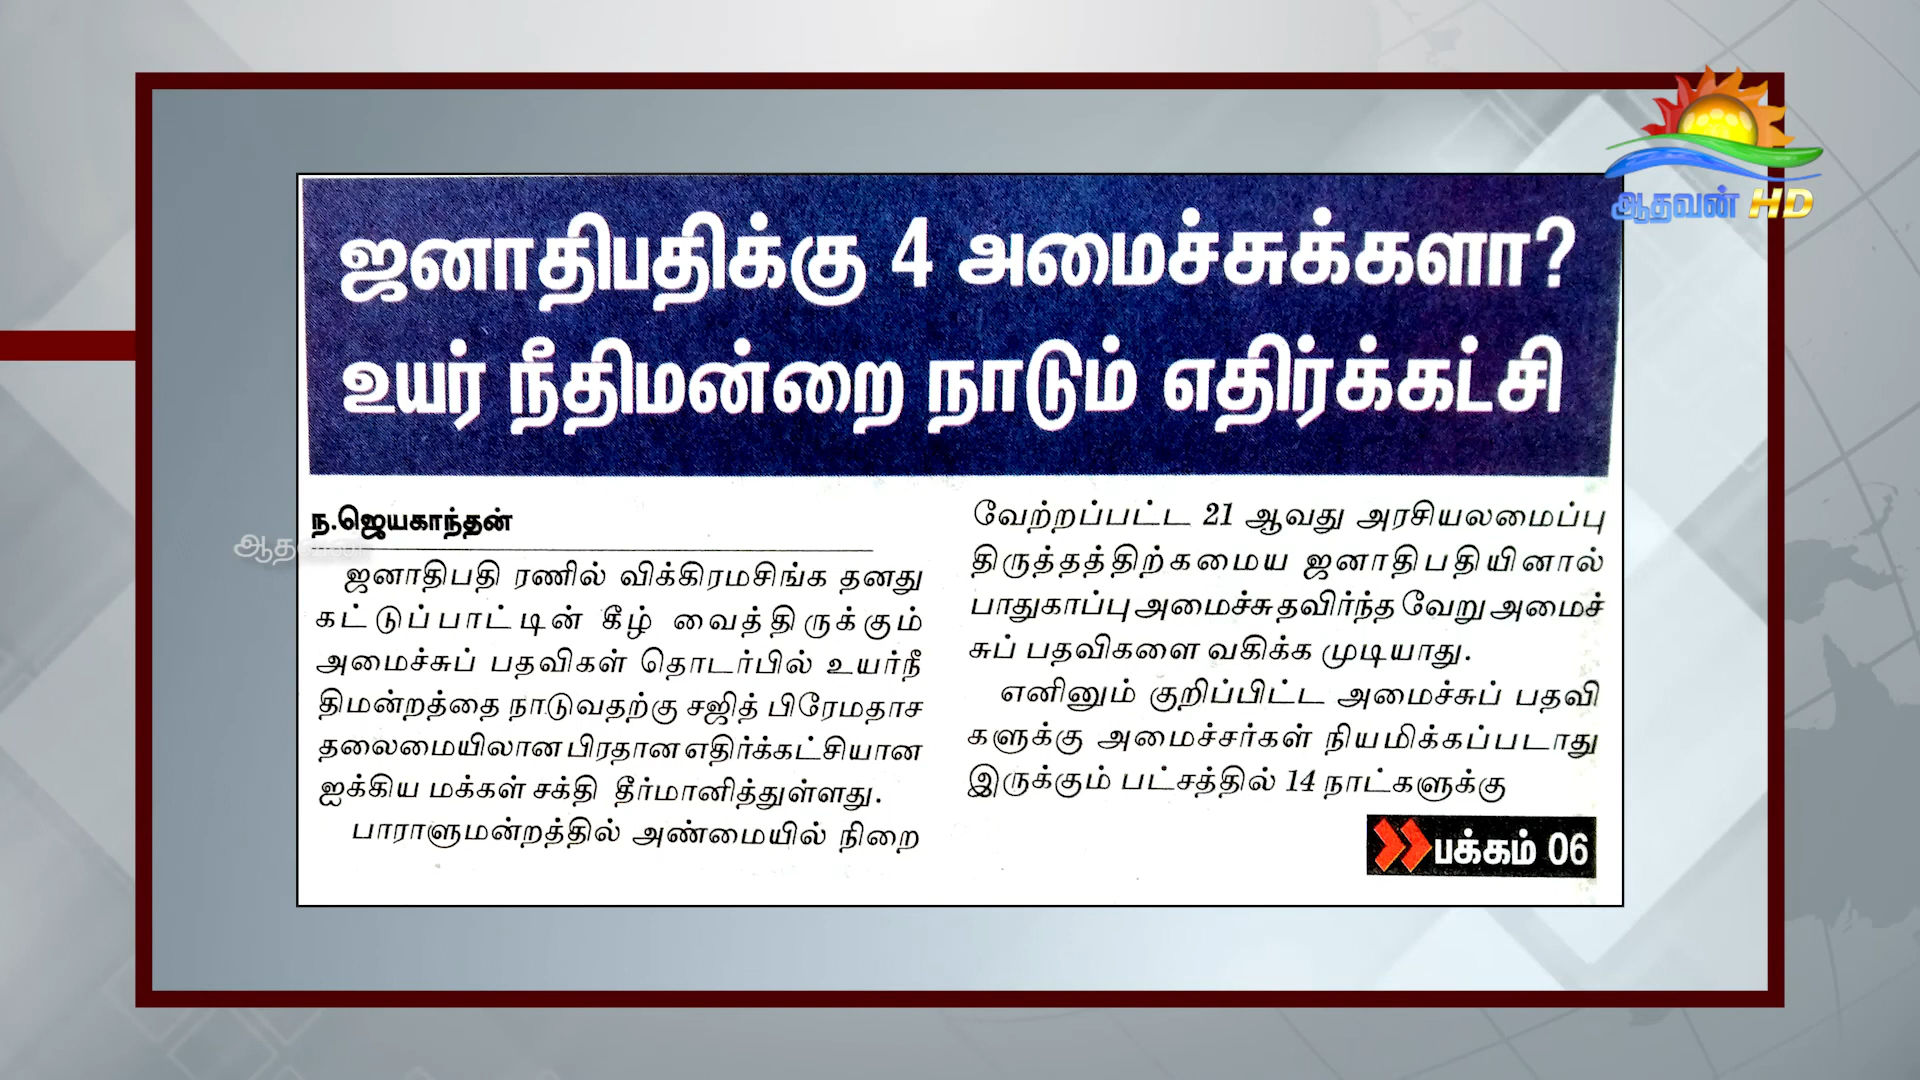 ஆதவன் HD
ஜனாதிபதிக்கு 4 அமைச்சுக்களா?
உயர் நீதிமன்றை நாடும் எதிர்க்கட்சி
ந.ஜெயகாந்தன்
ஆதவன்
ஜனாதிபதி ரணில் விக்கிரமசிங்க தனது
கட்டுப்பாட்டின் கீழ் வைத்திருக்கும்
அமைச்சுப் பதவிகள் தொடர்பில் உயர்நீ
திமன்றத்தை நாடுவதற்கு சஜித் பிரேமதாச
தலைமையிலான பிரதான எதிர்க்கட்சியான
ஐக்கிய மக்கள் சக்தி தீர்மானித்துள்ளது.
பாராளுமன்றத்தில் அண்மையில் நிறை
வேற்றப்பட்ட 21 ஆவது அரசியலமைப்பு
திருத்தத்திற்கமைய ஜனாதிபதியினால்
பாதுகாப்பு அமைச்சு தவிர்ந்த வேறு அமைச்
சுப் பதவிகளை வகிக்க முடியாது.
எனினும் குறிப்பிட்ட அமைச்சுப் பதவி
களுக்கு அமைச்சர்கள் நியமிக்கப்படாது
இருக்கும் பட்சத்தில் 14 நாட்களுக்கு
பக்கம் 06